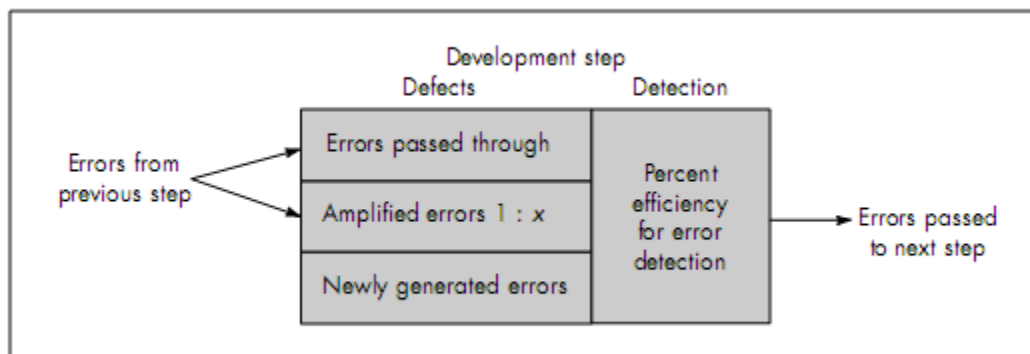 Development step
Defects
Detection
Errors from
previous step
Errors passed through
Amplified errors 1 : x
Newly generated errors
Percent
efficiency
for error
detection
Errors passed
to next step